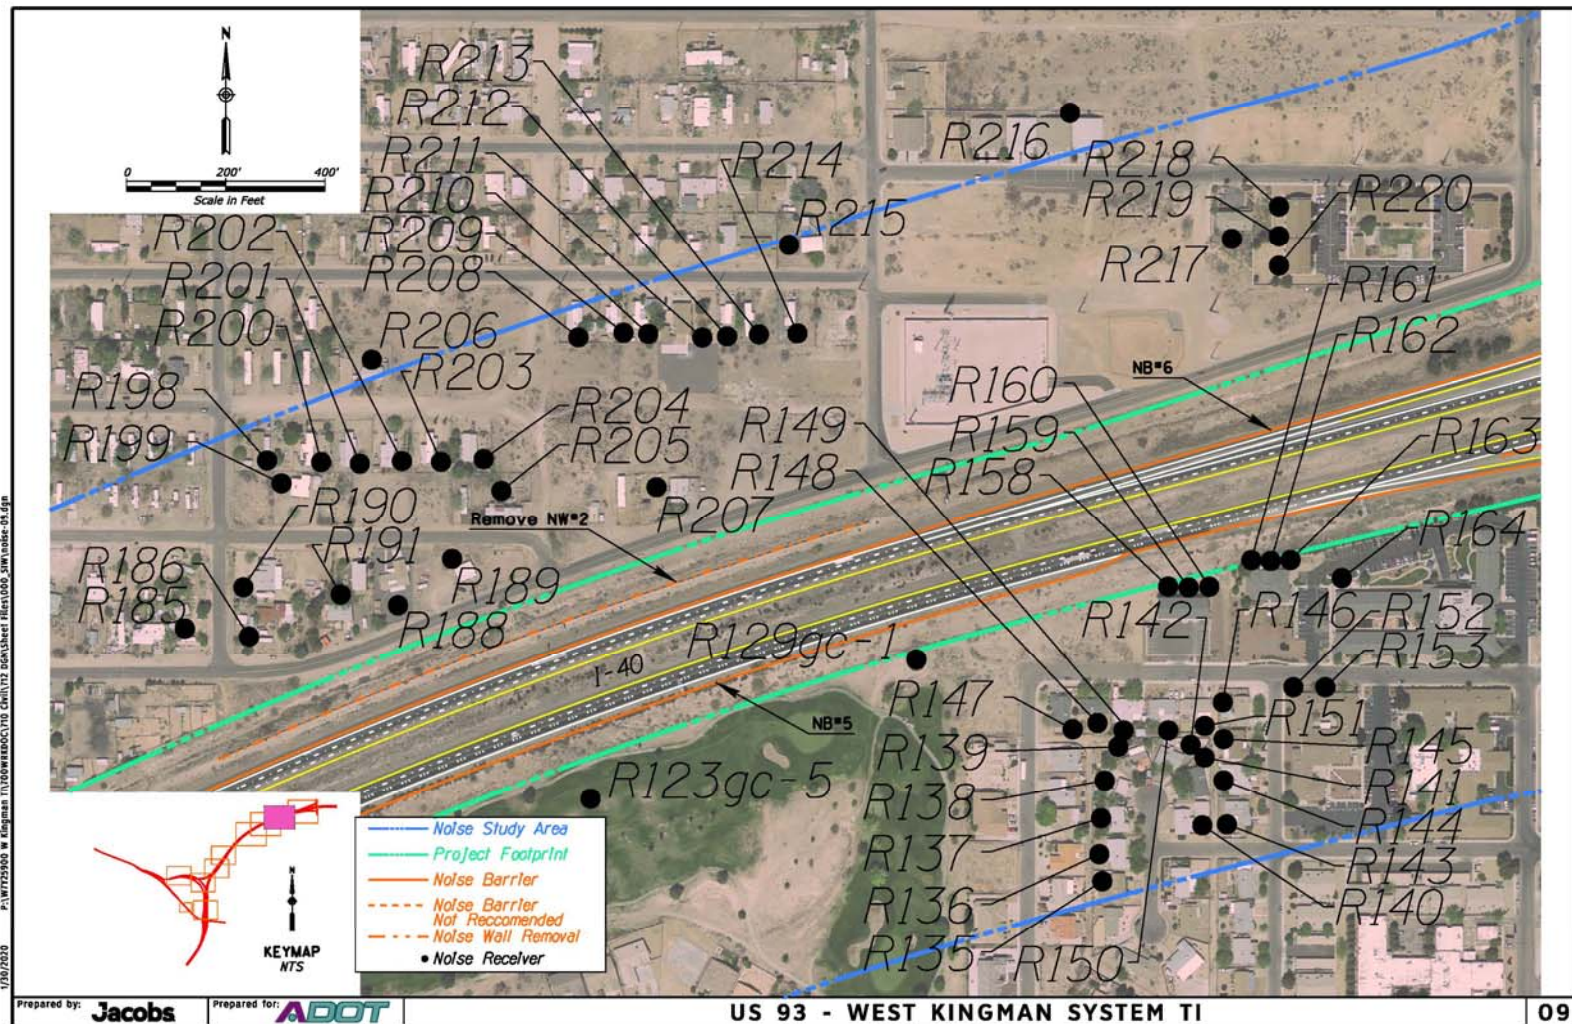 N
0 200' 400'
Scale in Feet
R213
R212
R211
R210
R209
R208
R214
R215
R216
R218
R219
R220
R217
R202
R201
R200
R206
R203
R198
R199
R204
R205
R207
R161
R162
NB#6
R160
R159
R158
R149
R148
R163
R164
Remove NW#2
R190
R191
R186
R185
R189
R188
R142
R146
R152
R153
I-40
R129gc-1
NB#5
R147
R139
R138
R137
R136
R135
R150
R151
R145
R141
R144
R143
R140
R123gc-5
Noise Study Area
Project Footprint
Noise Barrier
Noise Barrier
Not Reccomended
Noise Wall Removal
Noise Receiver
N
KEYMAP
NTS
1/30/2020
Prepared by: Jacobs
Prepared for: ADOT
US 93 - WEST KINGMAN SYSTEM TI
09